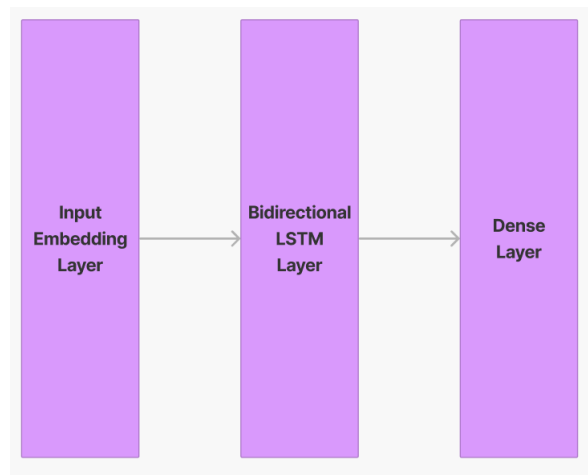 Input
Embedding
Layer
Bidirectional
LSTM
Layer
Dense
Layer